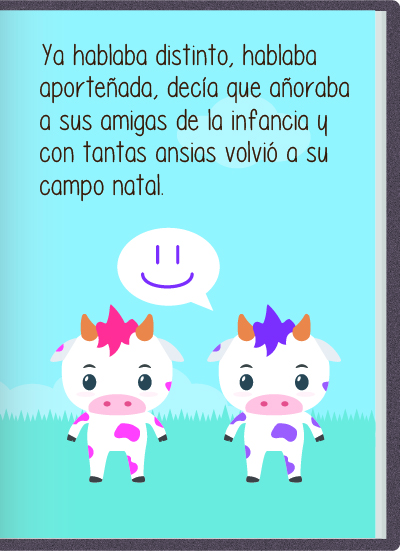 Ya hablaba distinto, hablaba
aporteñada, decía que añoraba
a sus amigas de la infancia y
con tantas ansias volvió a su
campo natal.